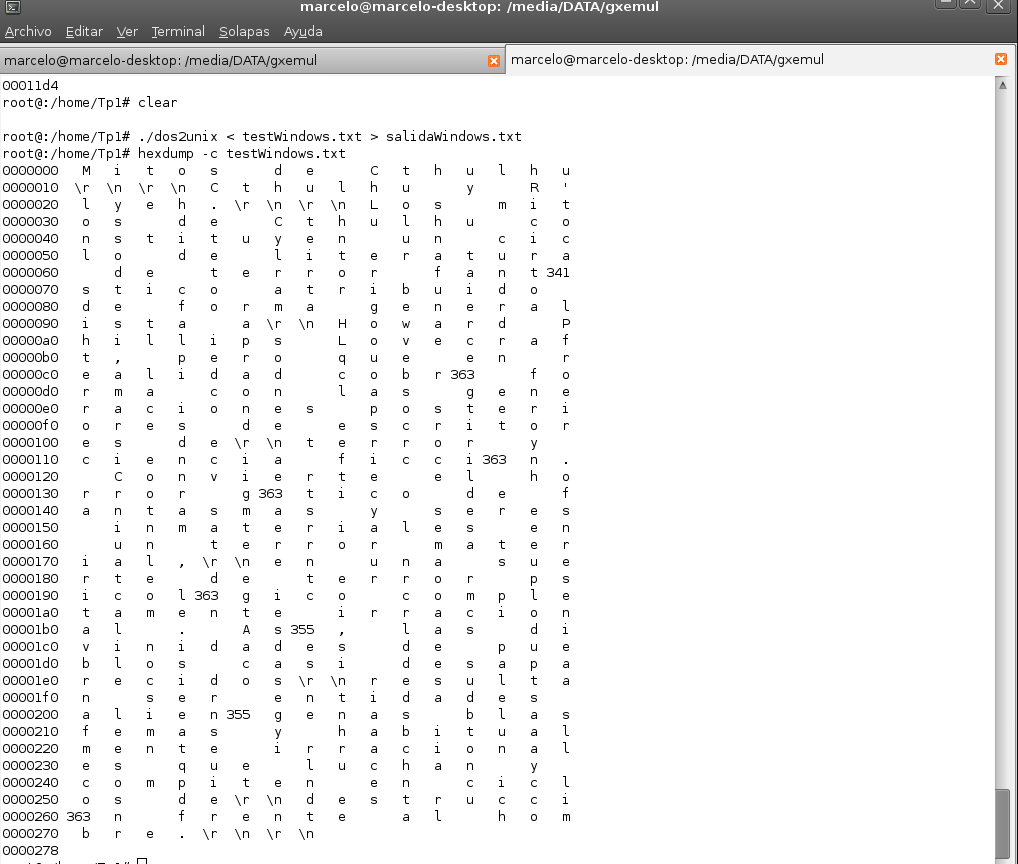 marcelo@marcelo-desktop: /media/DATA/gxemul
Archivo Editar Ver Terminal Solapas Ayuda
marcelo@marcelo-desktop: /media/DATA/gxemul marcelo@marcelo-desktop: /media/DATA/gxemul
00011d4
root@:/home/Tp1# clear
root@:/home/Tp1# ./dos2unix < testWindows.txt > salidaWindows.txt
root@:/home/Tp1# hexdump -c testWindows.txt
0000000   M   i   t   o   s       d   e       C   t   h   u   l   h   u
0000010  \r  \n  \r  \n   C   t   h   u   l   h   u       y       R   '
0000020   l   y   e   h   .  \r  \n  \r  \n   L   o   s       m   i   t
0000030   o   s       d   e       C   t   h   u   l   h   u       c   o
0000040   n   s   t   i   t   u   y   e   n       u   n       c   i   c
0000050   l   o       d   e       l   i   t   e   r   a   t   u   r   a
0000060       d   e       t   e   r   r   o   r       f   a   n   t 341
0000070   s   t   i   c   o       a   t   r   i   b   u   i   d   o
0000080   d   e       f   o   r   m   a       g   e   n   e   r   a   l
0000090   i   s   t   a       a  \r  \n   H   o   w   a   r   d       P
00000a0   h   i   l   l   i   p   s       L   o   v   e   c   r   a   f
00000b0   t   ,       p   e   r   o       q   u   e       e   n       r
00000c0   e   a   l   i   d   a   d       c   o   b   r 363       f   o
00000d0   r   m   a       c   o   n       l   a   s       g   e   n   e
00000e0   r   a   c   i   o   n   e   s       p   o   s   t   e   r   i
00000f0   o   r   e   s       d   e       e   s   c   r   i   t   o   r
0000100   e   s       d   e  \r  \n   t   e   r   r   o   r       y
0000110   c   i   e   n   c   i   a       f   i   c   c   i 363   n   .
0000120       C   o   n   v   i   e   r   t   e       e   l       h   o
0000130   r   r   o   r       g 363   t   i   c   o       d   e       f
0000140   a   n   t   a   s   m   a   s       y       s   e   r   e   s
0000150       i   n   m   a   t   e   r   i   a   l   e   s       e   n
0000160       u   n       t   e   r   r   o   r       m   a   t   e   r
0000170   i   a   l   ,  \r  \n   e   n       u   n   a       s   u   e
0000180   r   t   e       d   e       t   e   r   r   o   r       p   s
0000190   i   c   o   l 363   g   i   c   o       c   o   m   p   l   e
00001a0   t   a   m   e   n   t   e       i   r   r   a   c   i   o   n
00001b0   a   l       .       A   s 355   ,       l   a   s       d   i
00001c0   v   i   n   i   d   a   d   e   s       d   e       p   u   e
00001d0   b   l   o   s       c   a   s   i       d   e   s   a   p   a
00001e0   r   e   c   i   d   o   s  \r  \n   r   e   s   u   l   t   a
00001f0   n       s   e   r       e   n   t   i   d   a   d   e   s
0000200   a   l   i   e   n 355   g   e   n   a   s       b   l   a   s
0000210   f   e   m   a   s       y       h   a   b   i   t   u   a   l
0000220   m   e   n   t   e       i   r   r   a   c   i   o   n   a   l
0000230   e   s       q   u   e       l   u   c   h   a   n       y
0000240   c   o   m   p   i   t   e   n       e   n       c   i   c   l
0000250   o   s       d   e  \r  \n   d   e   s   t   r   u   c   c   i
0000260 363   n       f   r   e   n   t   e       a   l       h   o   m
0000270   b   r   e   .  \r  \n  \r  \n
0000278